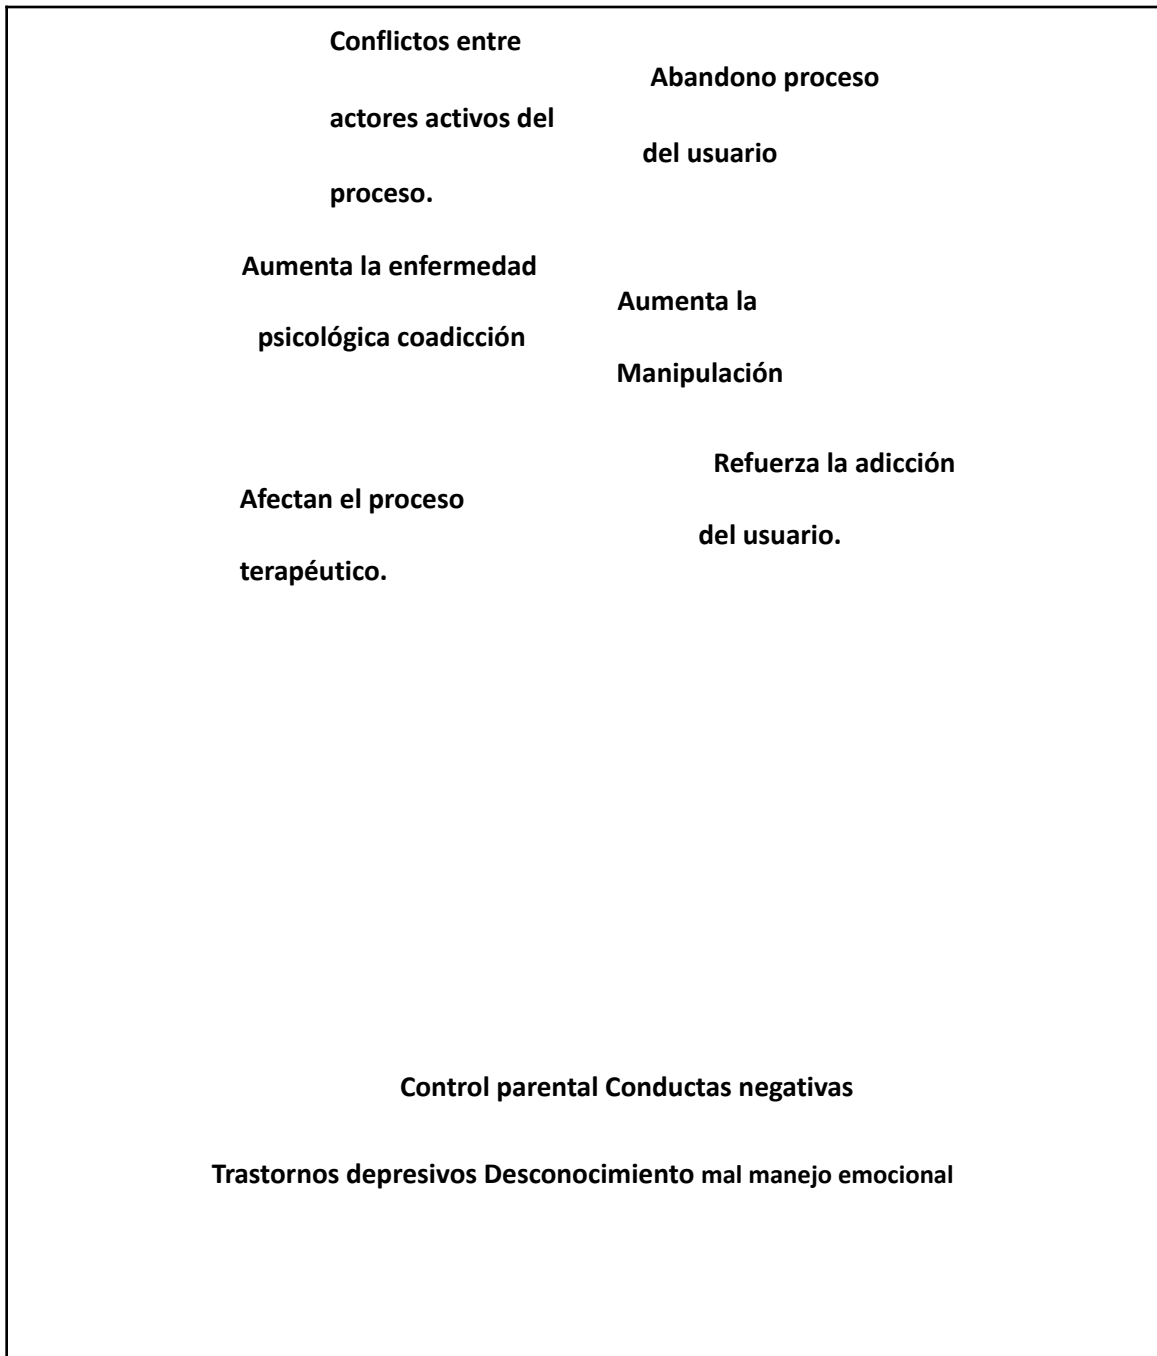 Conflictos entre
Abandono proceso
actores activos del
del usuario
proceso.
Aumenta la enfermedad
Aumenta la
psicológica coadicción
Manipulación
Refuerza la adicción
Afectan el proceso
del usuario.
terapéutico.
Control parental Conductas negativas
Trastornos depresivos Desconocimiento mal manejo emocional